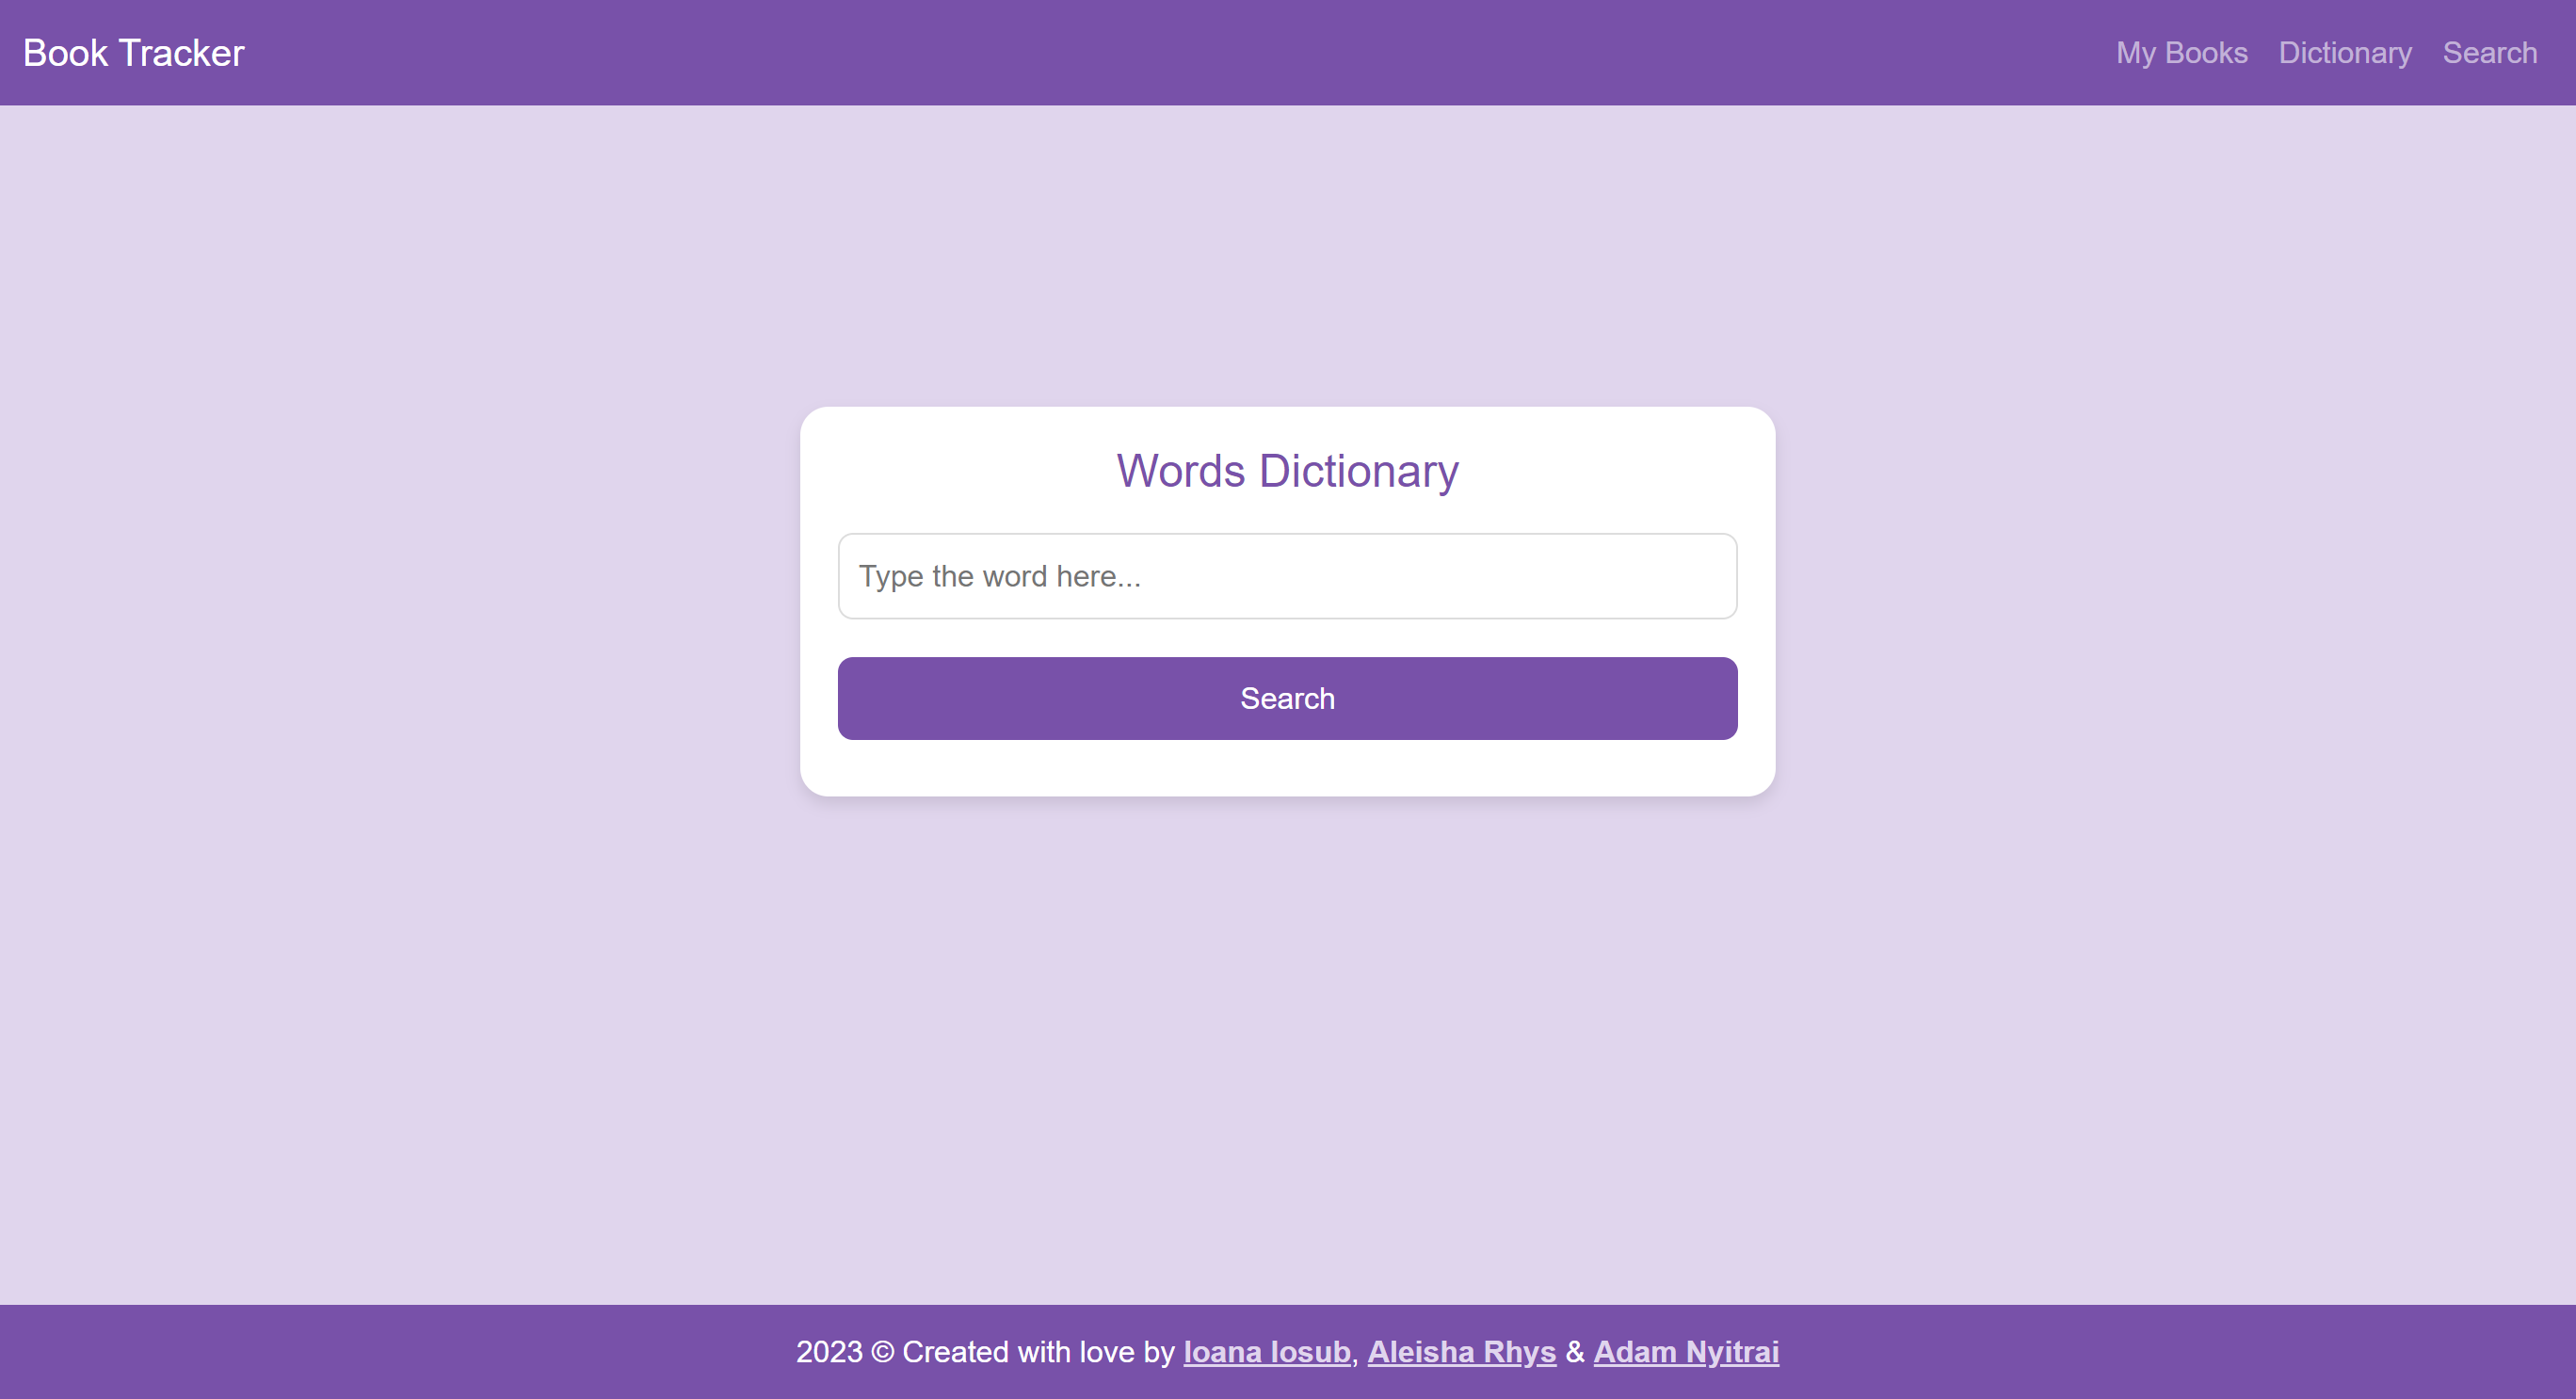 Book Tracker
My Books Dictionary Search
Words Dictionary
Type the word here...
Search
2023 © Created with love by Ioana Iosub, Aleisha Rhys & Adam Nyitrai